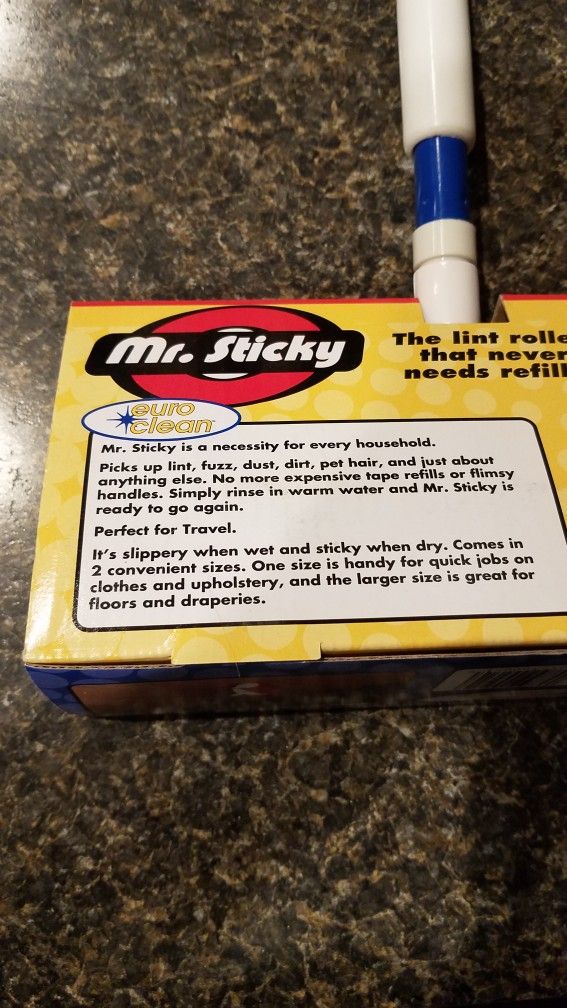 Mr. Sticky
The lint rolle
that never
needs refill
euro
clean
Mr. Sticky is a necessity for every household.
Picks up lint, fuzz, dust, dirt, pet hair, and just about
anything else. No more expensive tape refills or flimsy
handles. Simply rinse in warm water and Mr. Sticky is
ready to go again.
Perfect for Travel.
It's slippery when wet and sticky when dry. Comes in
2 convenient sizes. One size is handy for quick jobs on
clothes and upholstery, and the larger size is great for
floors and draperies.